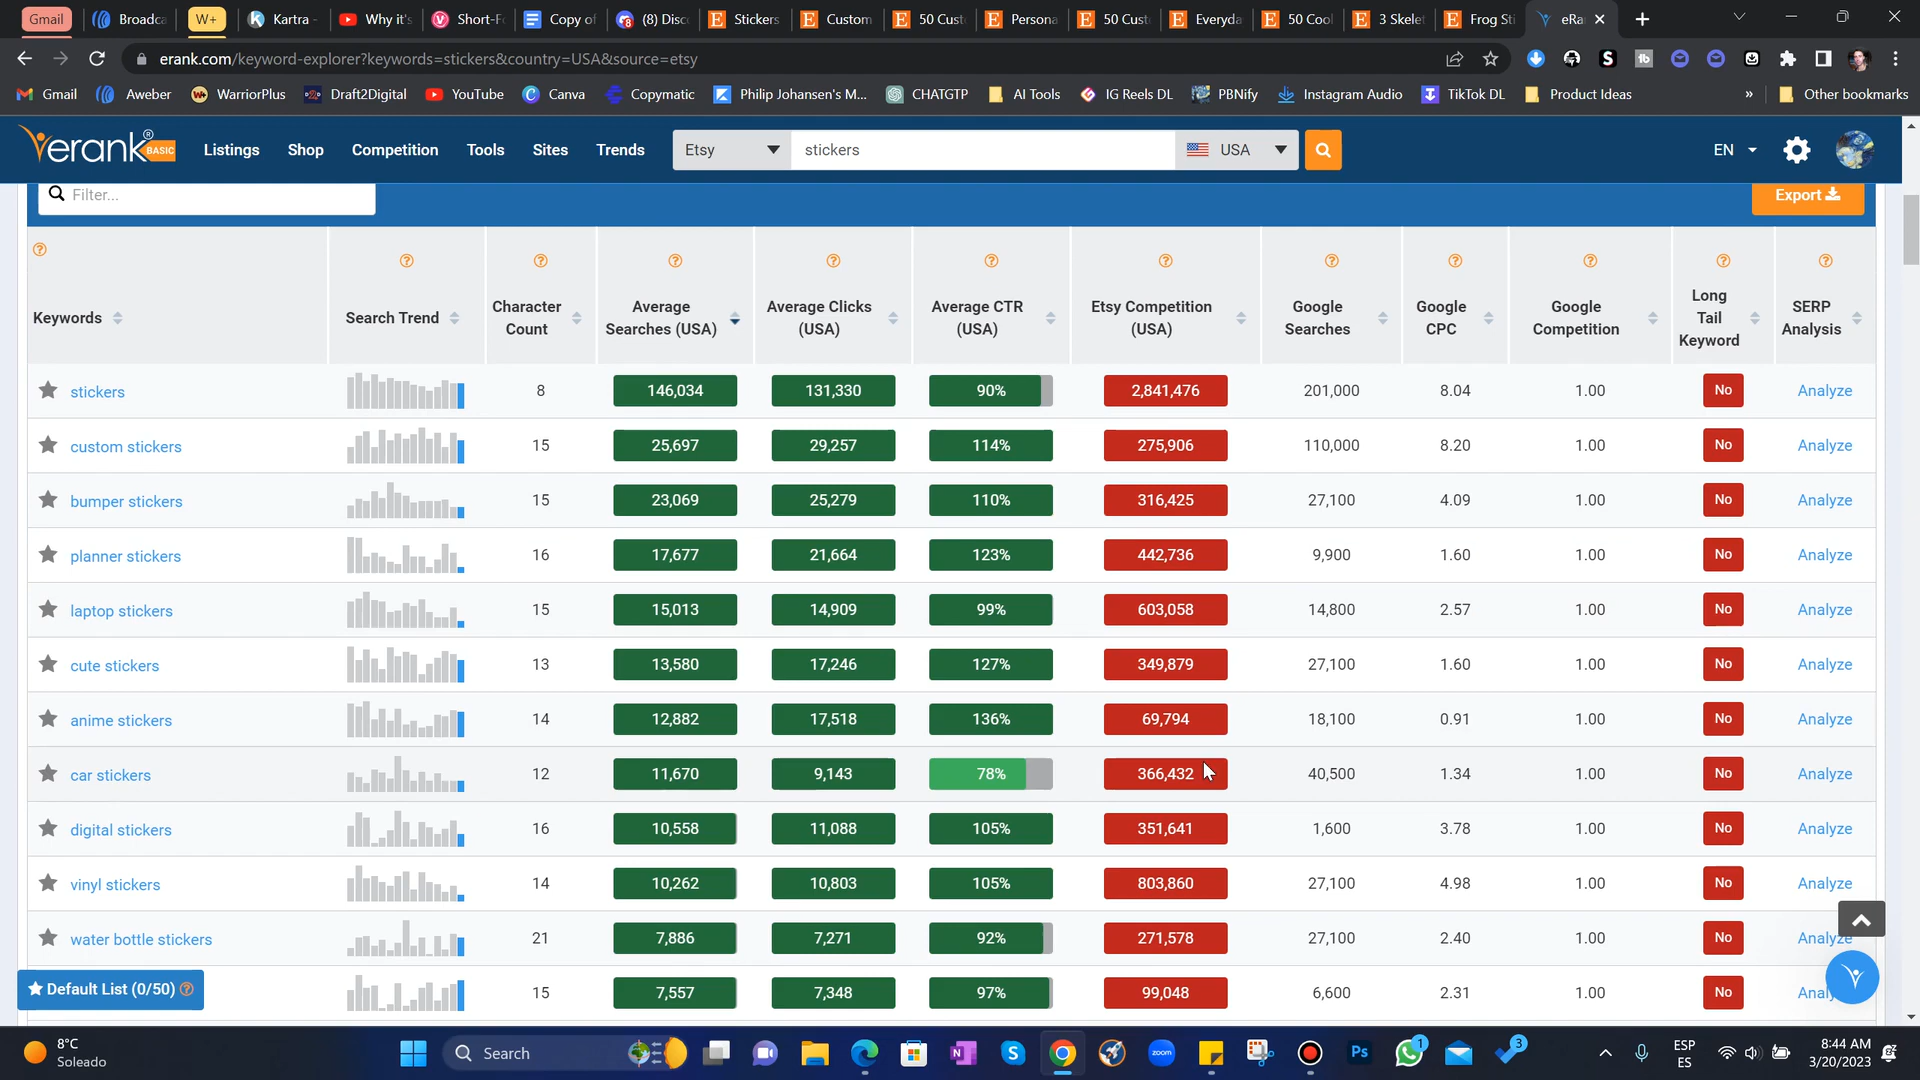 Gmail
Broadca
W+
Kartra -
Why it's
Short-F
Copy of
(8) Disc
Stickers
Custom
50 Cust
Persona
50 Cust
Everyda
50 Cool
3 Skelet
Frog Sti
eRa
erank.com/keyword-explorer?keywords=stickers&country=USA&source=etsy
Gmail
Aweber
WarriorPlus
Draft2Digital
YouTube
Canva
Copymatic
Philip Johansen's M...
CHATGTP
AI Tools
IG Reels DL
PBNify
Instagram Audio
TikTok DL
Product Ideas
»
Other bookmarks
erank® BASIC
Listings
Shop
Competition
Tools
Sites
Trends
Etsy
stickers
USA
EN
Filter...
Export
Keywords
Search Trend
Character Count
Average Searches (USA)
Average Clicks (USA)
Average CTR (USA)
Etsy Competition (USA)
Google Searches
Google CPC
Google Competition
Long Tail Keyword
SERP Analysis
stickers 8 146,034 131,330 90% 2,841,476 201,000 8.04 1.00 No Analyze
custom stickers 15 25,697 29,257 114% 275,906 110,000 8.20 1.00 No Analyze
bumper stickers 15 23,069 25,279 110% 316,425 27,100 4.09 1.00 No Analyze
planner stickers 16 17,677 21,664 123% 442,736 9,900 1.60 1.00 No Analyze
laptop stickers 15 15,013 14,909 99% 603,058 14,800 2.57 1.00 No Analyze
cute stickers 13 13,580 17,246 127% 349,879 27,100 1.60 1.00 No Analyze
anime stickers 14 12,882 17,518 136% 69,794 18,100 0.91 1.00 No Analyze
car stickers 12 11,670 9,143 78% 366,432 40,500 1.34 1.00 No Analyze
digital stickers 16 10,558 11,088 105% 351,641 1,600 3.78 1.00 No Analyze
vinyl stickers 14 10,262 10,803 105% 803,860 27,100 4.98 1.00 No Analyze
water bottle stickers 21 7,886 7,271 92% 271,578 27,100 2.40 1.00 No Analyze
15 7,557 7,348 97% 99,048 6,600 2.31 1.00 No Analy
Default List (0/50)
8°C
Soleado
Search
zoom
Ps
1
3
ESP
ES
8:44 AM
3/20/2023